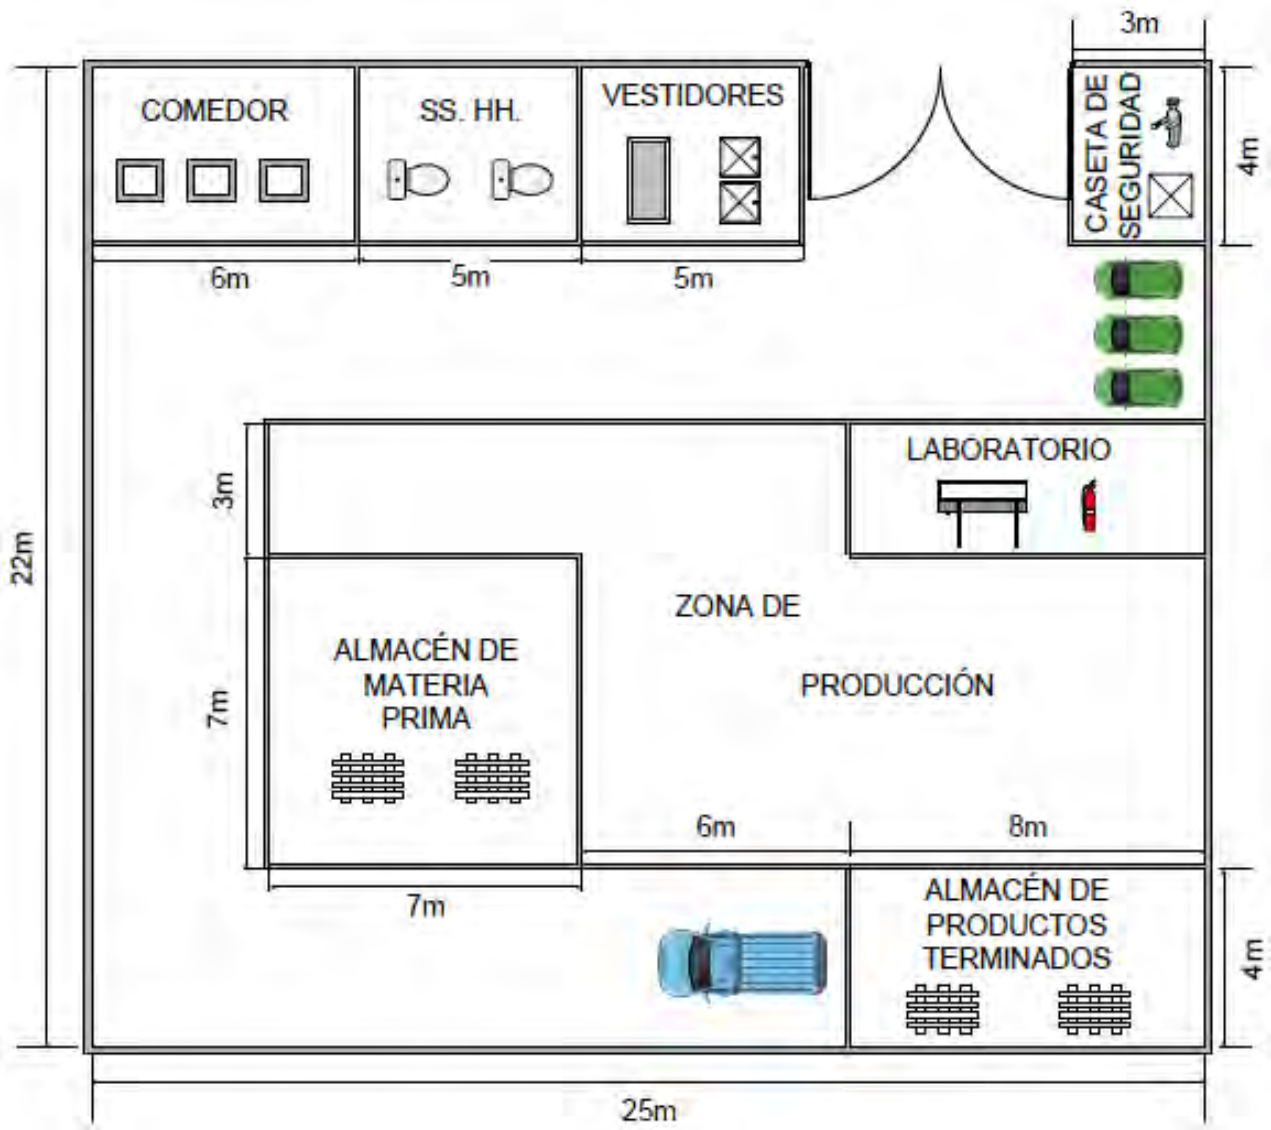 3m
COMEDOR
SS. HH.
VESTIDORES
CASETA DE
SEGURIDAD
4m
6m
5m
5m
22m
3m
LABORATORIO
ZONA DE
PRODUCCIÓN
7m
ALMACÉN DE
MATERIA
PRIMA
6m
8m
7m
ALMACÉN DE
PRODUCTOS
TERMINADOS
4m
25m